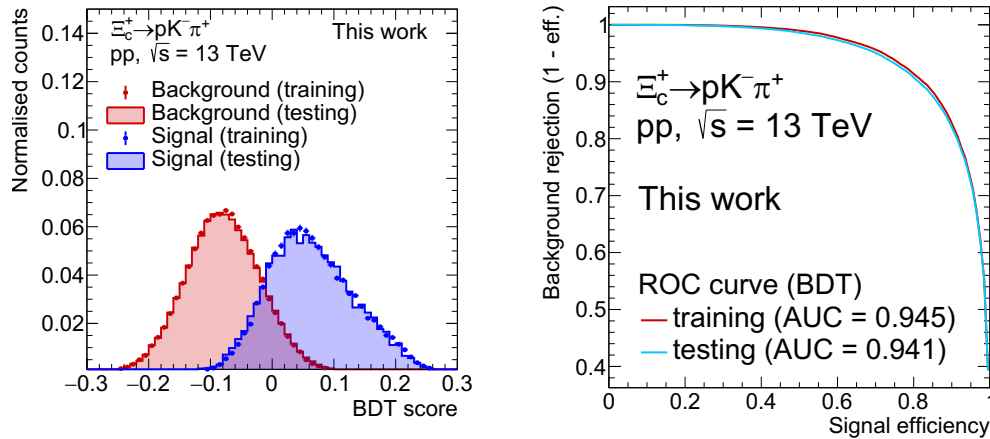 Normalised counts
0.14
0.12
0.1
0.08
0.06
0.04
0.02
Ξc⁺→pK⁻π⁺
This work
pp, √s = 13 TeV
Background (training)
Background (testing)
Signal (training)
Signal (testing)
−0.3 −0.2 −0.1 0 0.1 0.2 0.3
BDT score
Background rejection (1 - eff.)
1
0.9
0.8
0.7
0.6
0.5
0.4
Ξc⁺→pK⁻π⁺
pp, √s = 13 TeV
This work
ROC curve (BDT)
training (AUC = 0.945)
testing (AUC = 0.941)
0 0.2 0.4 0.6 0.8 1
Signal efficiency